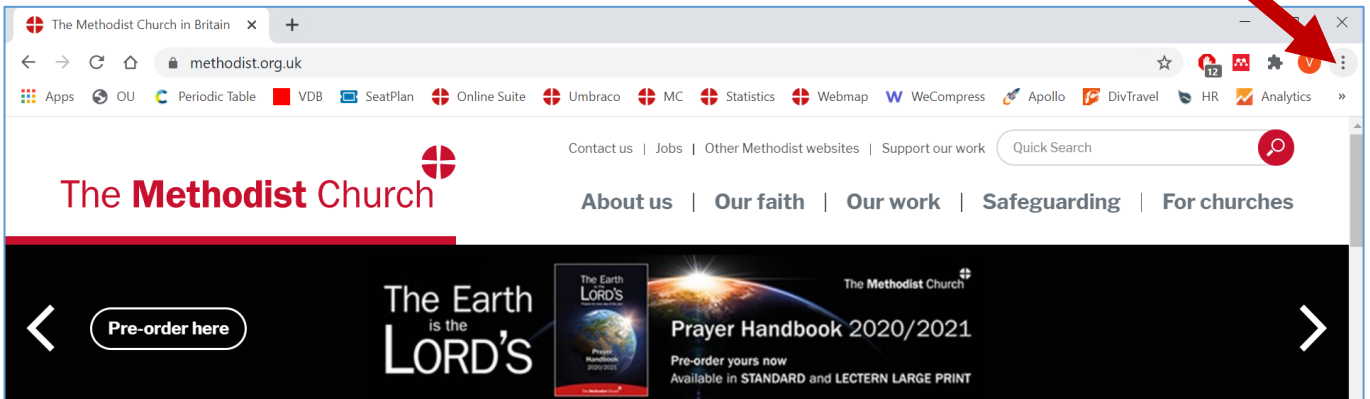 The Methodist Church in Britain
methodist.org.uk
12
V
Apps OU Periodic Table VDB SeatPlan Online Suite Umbraco MC Statistics Webmap W WeCompress Apollo DivTravel HR Analytics »
Contact us | Jobs | Other Methodist websites | Support our work Quick Search
The Methodist Church
About us | Our faith | Our work | Safeguarding | For churches
Pre-order here
The Earth
is the
LORD'S
The Earth
is the
LORD'S
Prayer
Handbook
2020/2021
The Methodist Church
The Methodist Church
Prayer Handbook 2020/2021
Pre-order yours now
Available in STANDARD and LECTERN LARGE PRINT